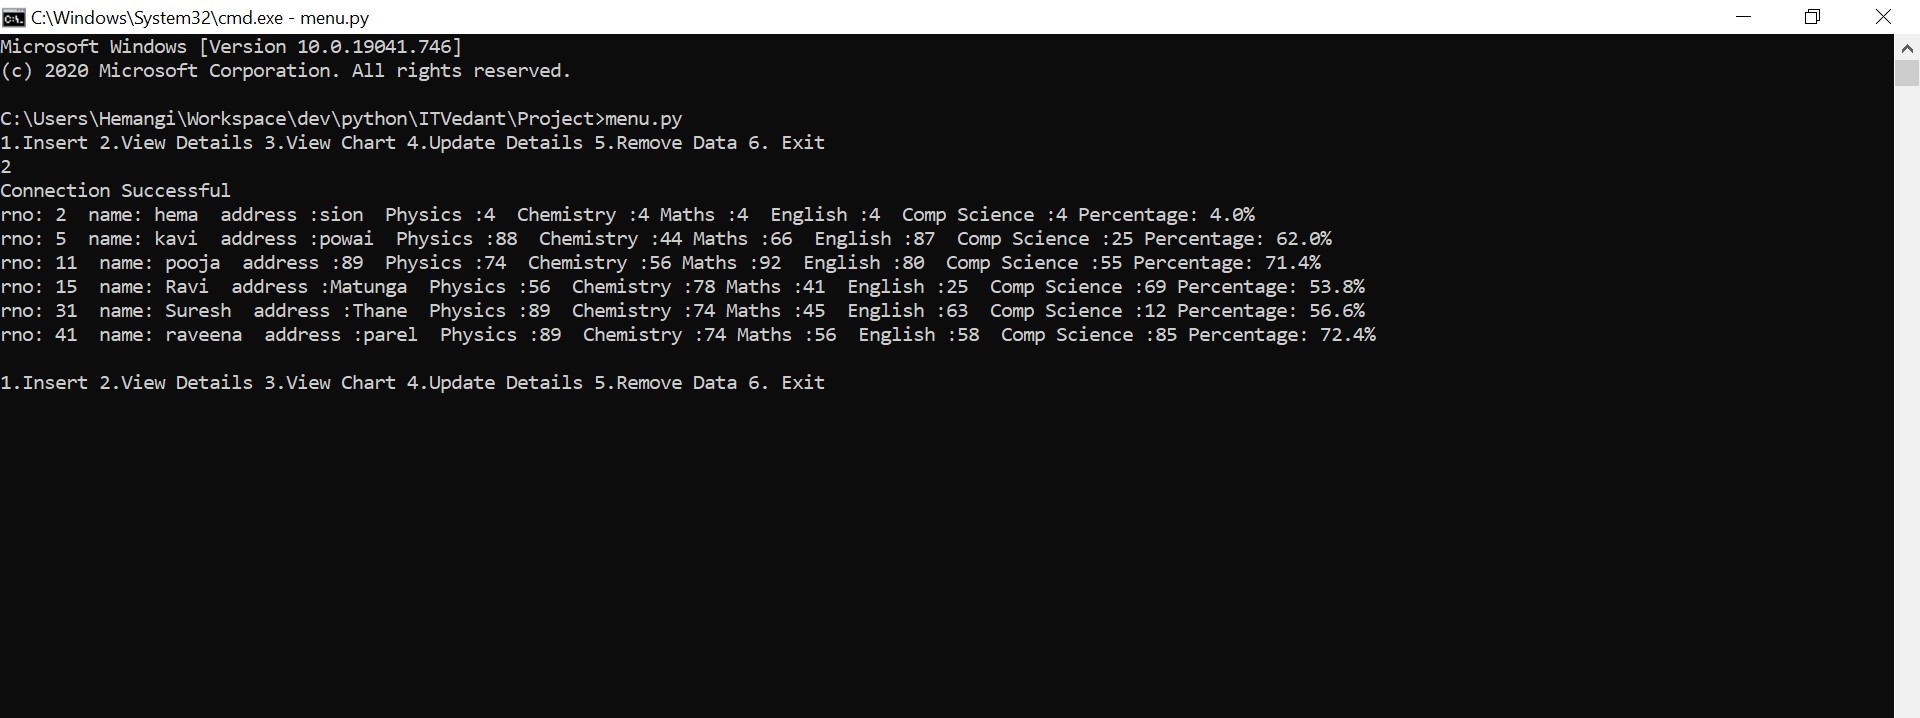 C:\Windows\System32\cmd.exe - menu.py
Microsoft Windows [Version 10.0.19041.746]
(c) 2020 Microsoft Corporation. All rights reserved.
C:\Users\Hemangi\Workspace\dev\python\ITVedant\Project>menu.py
1.Insert 2.View Details 3.View Chart 4.Update Details 5.Remove Data 6. Exit
2
Connection Successful
rno: 2  name: hema  address :sion  Physics :4  Chemistry :4 Maths :4  English :4  Comp Science :4 Percentage: 4.0%
rno: 5  name: kavi  address :powai  Physics :88  Chemistry :44 Maths :66  English :87  Comp Science :25 Percentage: 62.0%
rno: 11  name: pooja  address :89  Physics :74  Chemistry :56 Maths :92  English :80  Comp Science :55 Percentage: 71.4%
rno: 15  name: Ravi  address :Matunga  Physics :56  Chemistry :78 Maths :41  English :25  Comp Science :69 Percentage: 53.8%
rno: 31  name: Suresh  address :Thane  Physics :89  Chemistry :74 Maths :45  English :63  Comp Science :12 Percentage: 56.6%
rno: 41  name: raveena  address :parel  Physics :89  Chemistry :74 Maths :56  English :58  Comp Science :85 Percentage: 72.4%
1.Insert 2.View Details 3.View Chart 4.Update Details 5.Remove Data 6. Exit